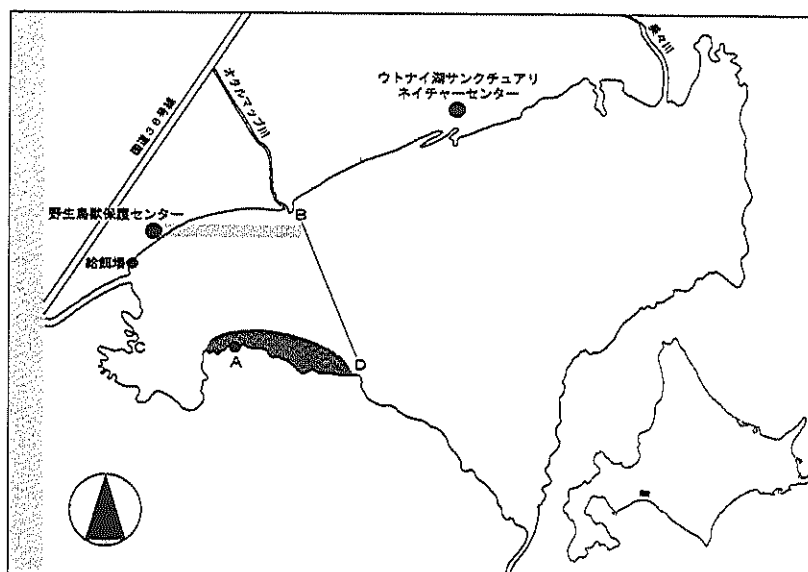 美々川
ウトナイ湖サンクチュアリ
ネイチャーセンター
オタルマップ川
国道36号線
野生鳥獣保護センター
B
給餌場
C
A
D